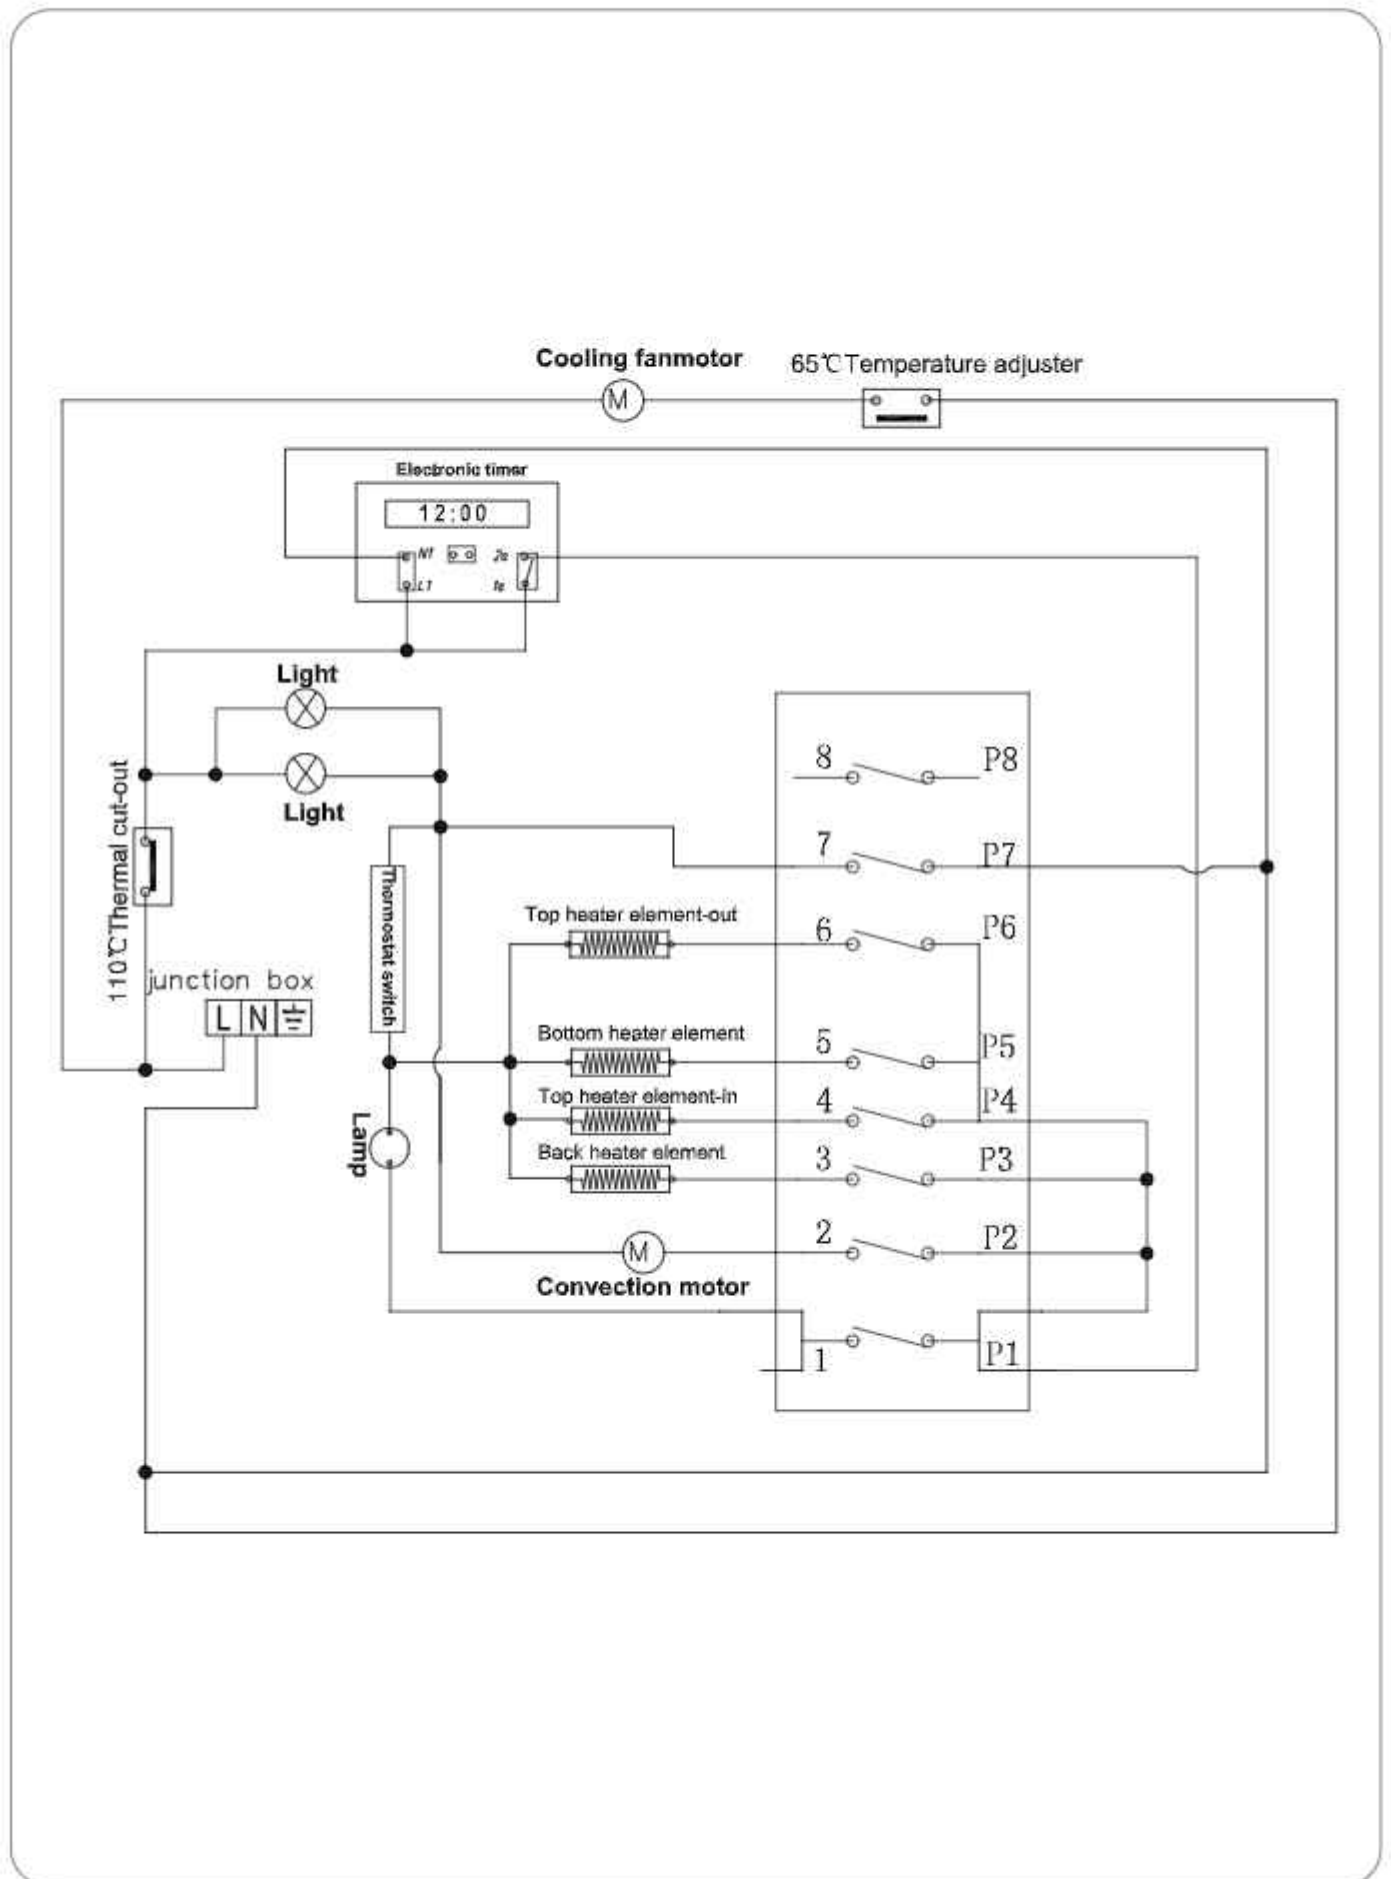 Cooling fanmotor
65℃Temperature adjuster
M
Electronic timer
12:00
N1
2a
L1
1a
Light
Light
110℃Thermal cut-out
junction box
L N
Thermostat switch
Lamp
8 P8
7 P7
Top heater element-out
6 P6
Bottom heater element
5 P5
Top heater element-in
4 P4
Back heater element
3 P3
2 P2
M
Convection motor
1 P1